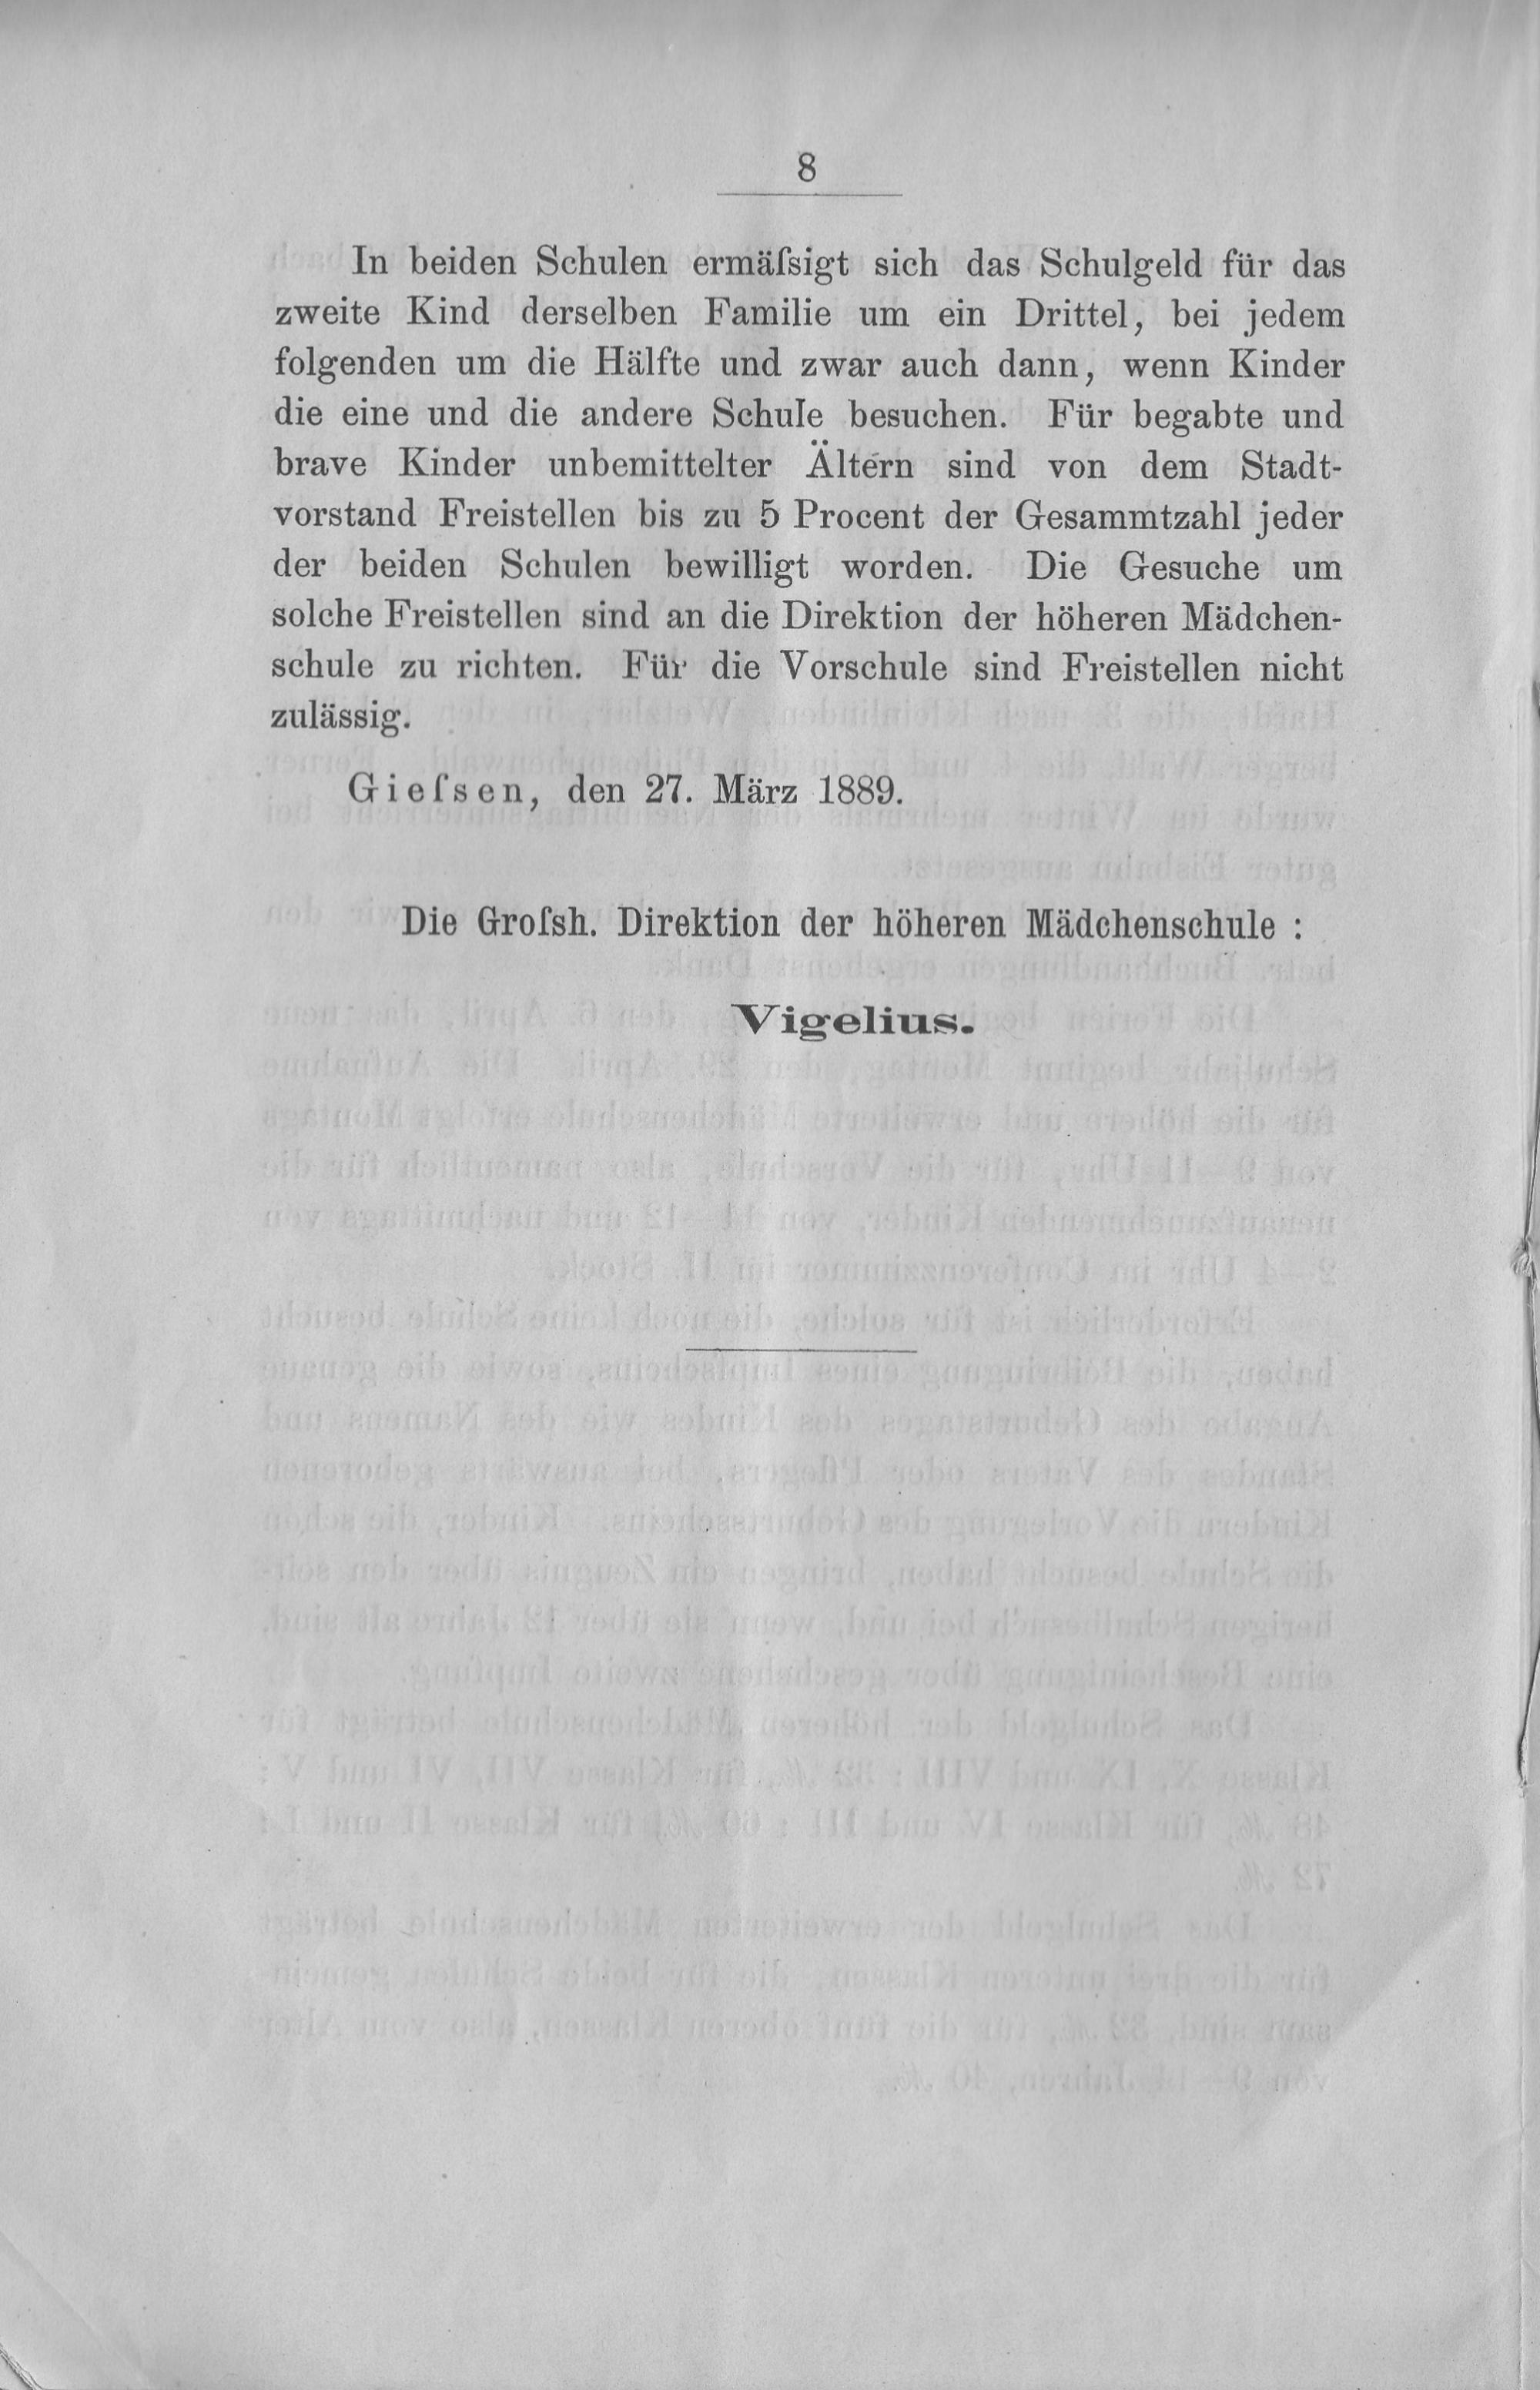 8
In beiden Schulen ermäſsigt sich das Schulgeld für das
zweite Kind derselben Familie um ein Drittel, bei jedem
folgenden um die Hälfte und zwar auch dann, wenn Kinder
die eine und die andere Schule besuchen. Für begabte und
brave Kinder unbemittelter Ältern sind von dem Stadt-
vorstand Freistellen bis zu 5 Procent der Gesammtzahl jeder
der beiden Schulen bewilligt worden. Die Gesuche um
solche Freistellen sind an die Direktion der höheren Mädchen-
schule zu richten. Für die Vorschule sind Freistellen nicht
zulässig.
Gieſsen, den 27. März 1889.
Die Groſsh. Direktion der höheren Mädchenschule :
Vigelius.